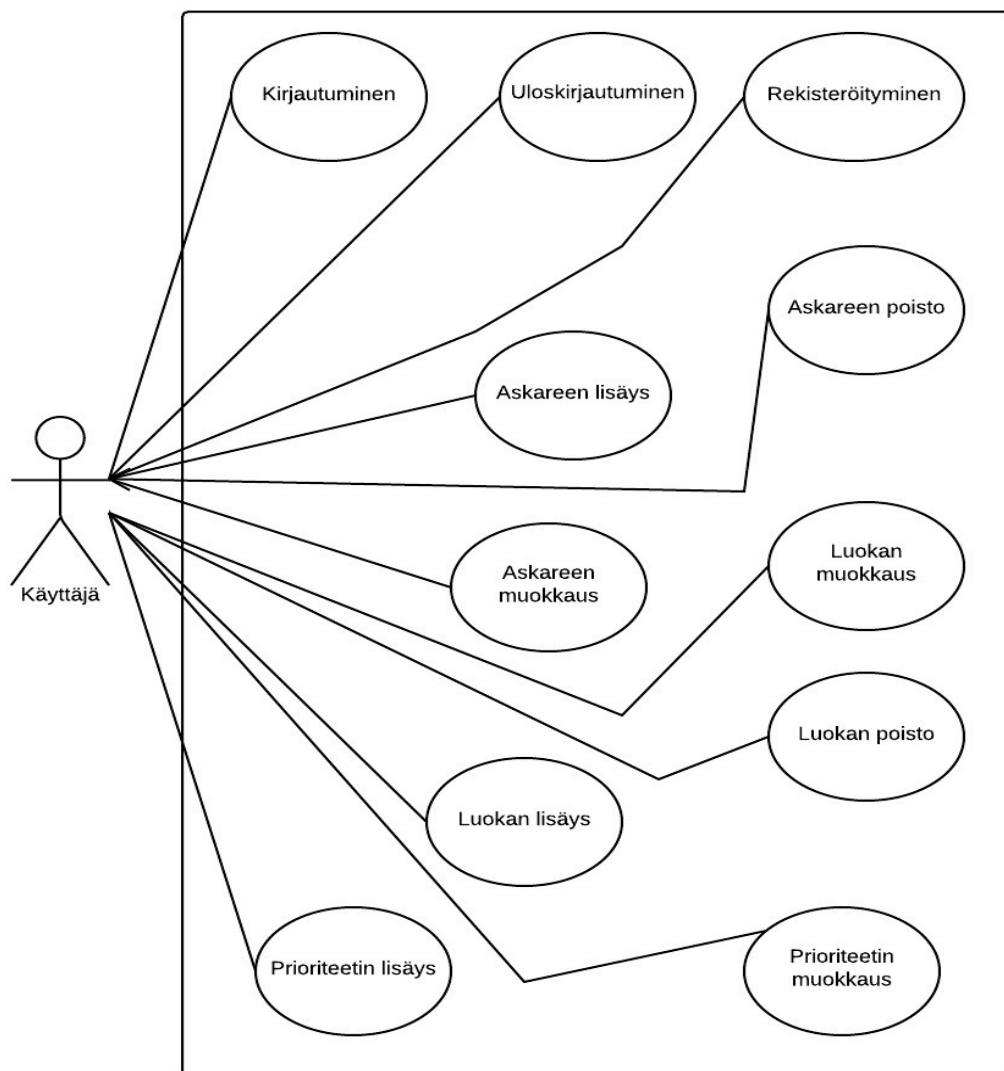 Kirjautuminen
Uloskirjautuminen
Rekisteröityminen
Askareen poisto
Askareen lisäys
Käyttäjä
Askareen
muokkaus
Luokan
muokkaus
Luokan poisto
Luokan lisäys
Prioriteetin lisäys
Prioriteetin
muokkaus